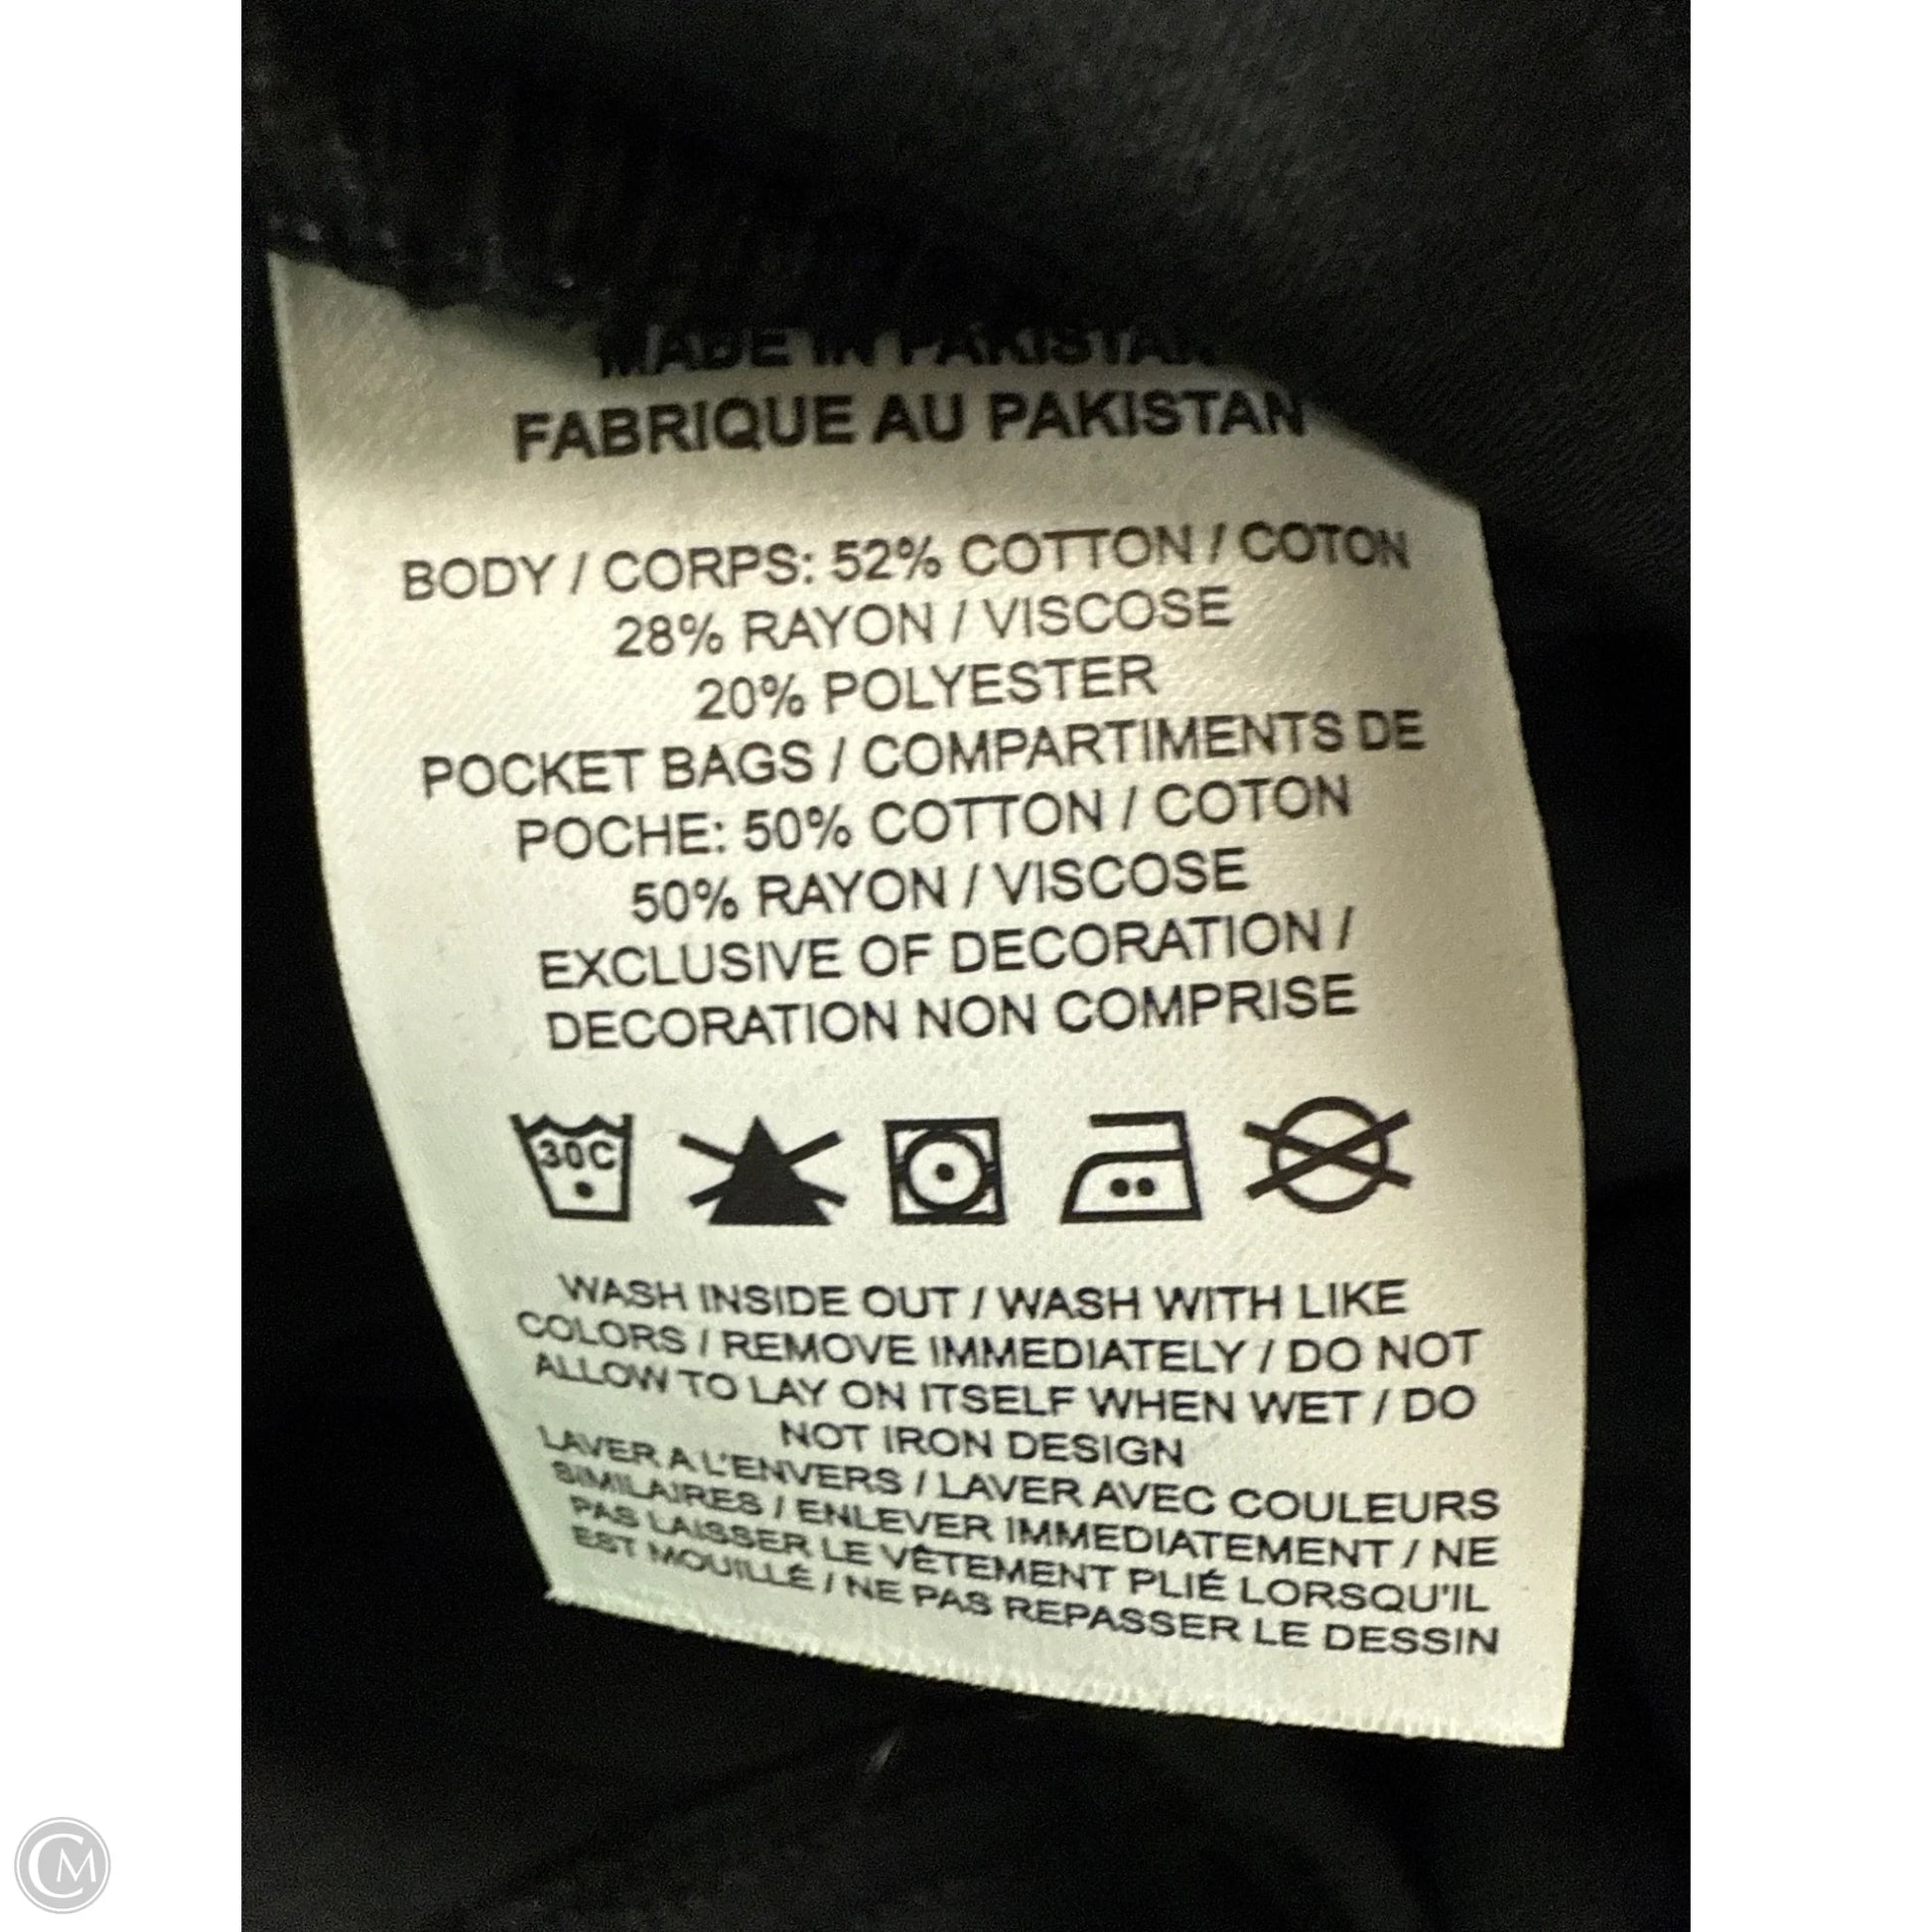 MADE IN PAKISTAN
FABRIQUE AU PAKISTAN
BODY / CORPS: 52% COTTON / COTON
28% RAYON / VISCOSE
20% POLYESTER
POCKET BAGS / COMPARTIMENTS DE
POCHE: 50% COTTON / COTON
50% RAYON / VISCOSE
EXCLUSIVE OF DECORATION /
DECORATION NON COMPRISE
30C
WASH INSIDE OUT / WASH WITH LIKE
COLORS / REMOVE IMMEDIATELY / DO NOT
ALLOW TO LAY ON ITSELF WHEN WET / DO
NOT IRON DESIGN
LAVER A L'ENVERS / LAVER AVEC COULEURS
SIMILAIRES / ENLEVER IMMEDIATEMENT / NE
PAS LAISSER LE VÊTEMENT PLIÉ LORSQU'IL
EST MOUILLÉ / NE PAS REPASSER LE DESSIN
CM